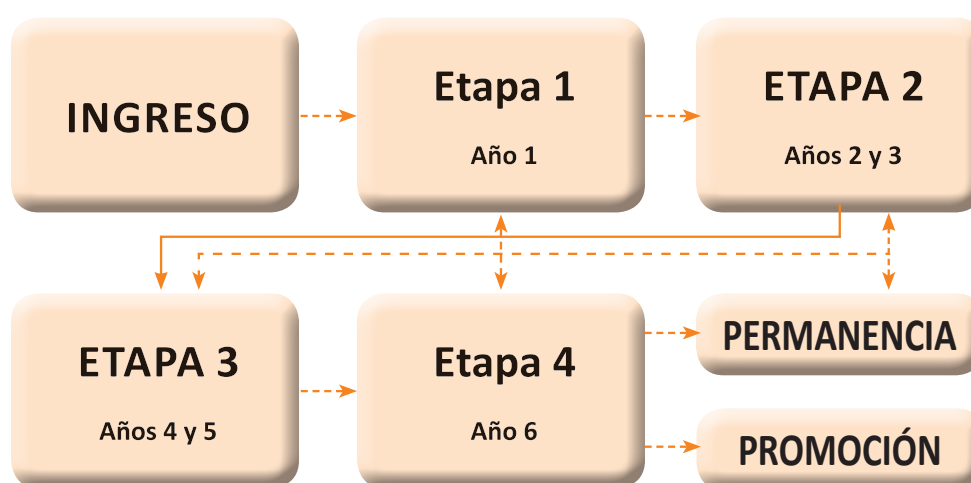 INGRESO
Etapa 1
Año 1
ETAPA 2
Años 2 y 3
ETAPA 3
Años 4 y 5
Etapa 4
Año 6
PERMANENCIA
PROMOCIÓN